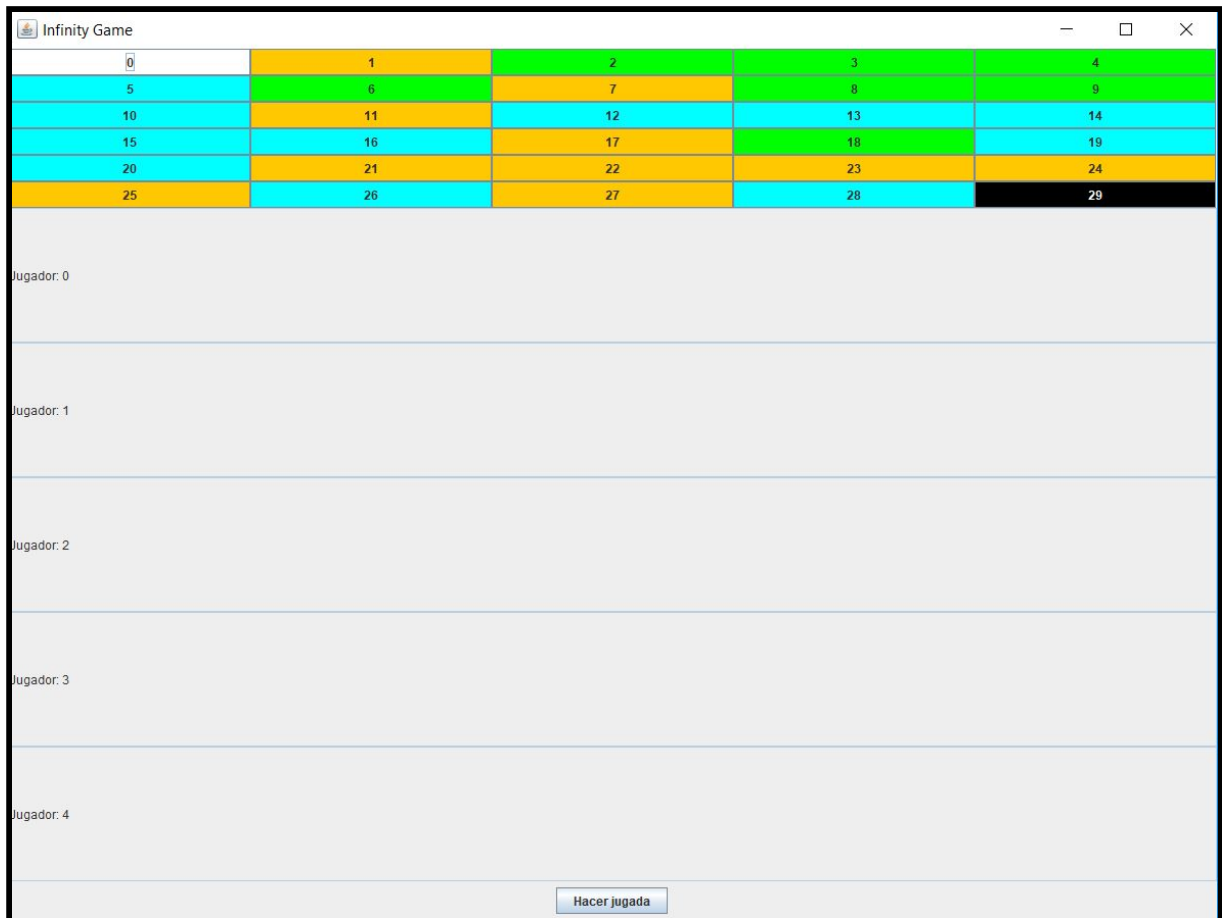 Infinity Game
0 1 2 3 4
5 6 7 8 9
10 11 12 13 14
15 16 17 18 19
20 21 22 23 24
25 26 27 28 29
Jugador: 0
Jugador: 1
Jugador: 2
Jugador: 3
Jugador: 4
Hacer jugada